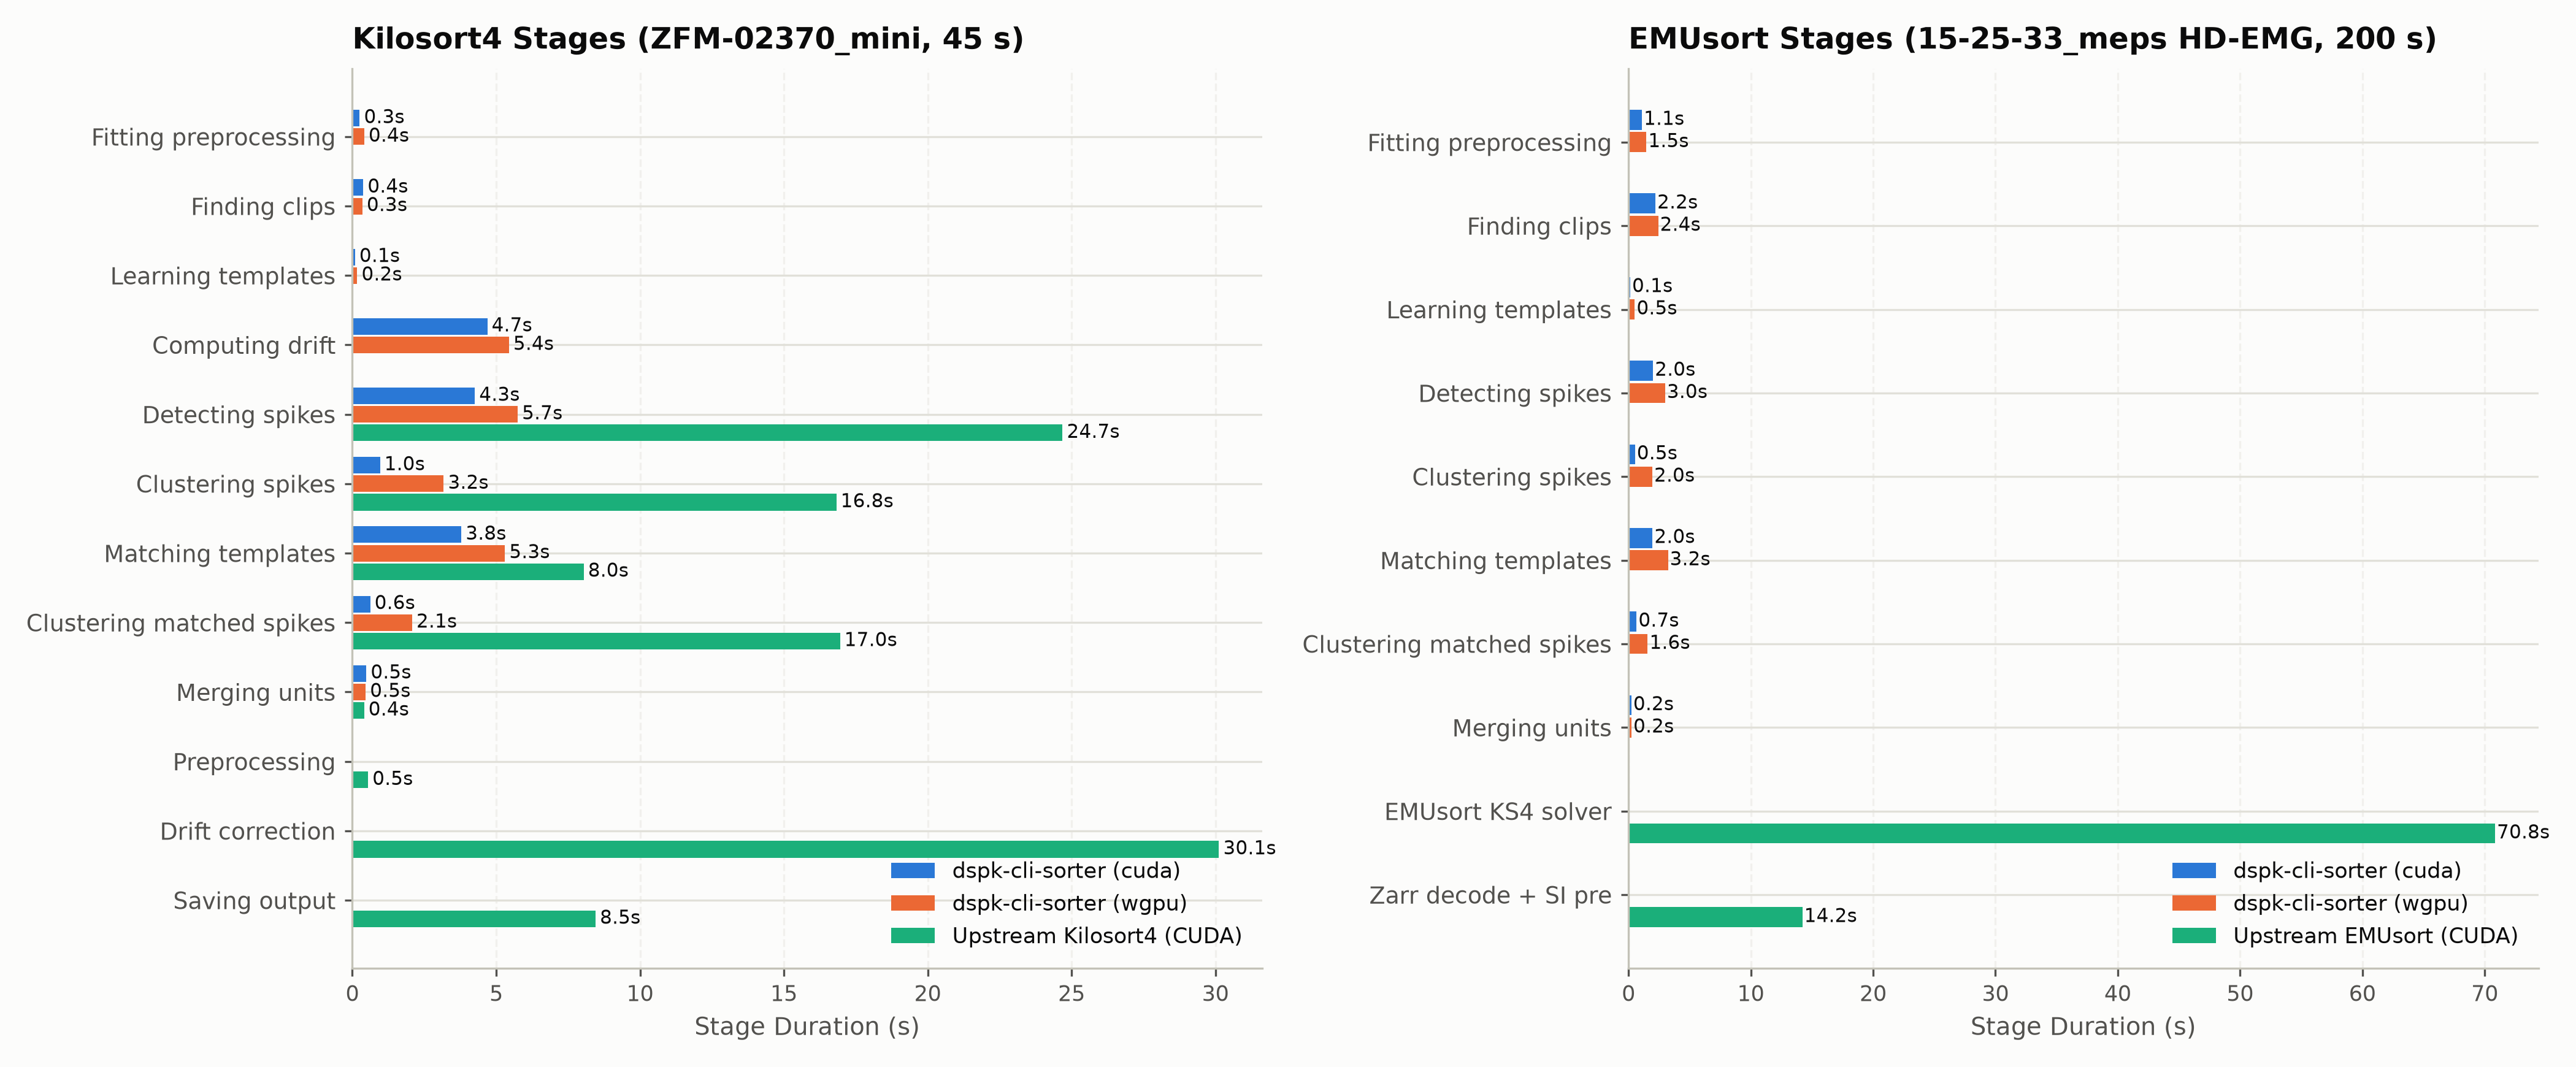 Kilosort4 Stages (ZFM-02370_mini, 45 s)
Fitting preprocessing
0.3s
0.4s
Finding clips
0.4s
0.3s
Learning templates
0.1s
0.2s
Computing drift
4.7s
5.4s
Detecting spikes
4.3s
5.7s
24.7s
Clustering spikes
1.0s
3.2s
16.8s
Matching templates
3.8s
5.3s
8.0s
Clustering matched spikes
0.6s
2.1s
17.0s
Merging units
0.5s
0.5s
0.4s
Preprocessing
0.5s
Drift correction
30.1s
Saving output
8.5s
dspk-cli-sorter (cuda)
dspk-cli-sorter (wgpu)
Upstream Kilosort4 (CUDA)
0 5 10 15 20 25 30
Stage Duration (s)
EMUsort Stages (15-25-33_meps HD-EMG, 200 s)
Fitting preprocessing
1.1s
1.5s
Finding clips
2.2s
2.4s
Learning templates
0.1s
0.5s
Detecting spikes
2.0s
3.0s
Clustering spikes
0.5s
2.0s
Matching templates
2.0s
3.2s
Clustering matched spikes
0.7s
1.6s
Merging units
0.2s
0.2s
EMUsort KS4 solver
70.8s
Zarr decode + SI pre
14.2s
dspk-cli-sorter (cuda)
dspk-cli-sorter (wgpu)
Upstream EMUsort (CUDA)
0 10 20 30 40 50 60 70
Stage Duration (s)